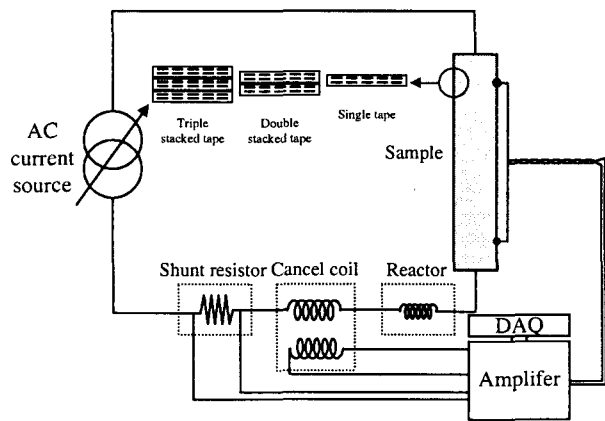 Triple
stacked tape
Double
stacked tape
Single tape
AC
current
source
Sample
Shunt resistor
Cancel coil
Reactor
DAQ
Amplifer